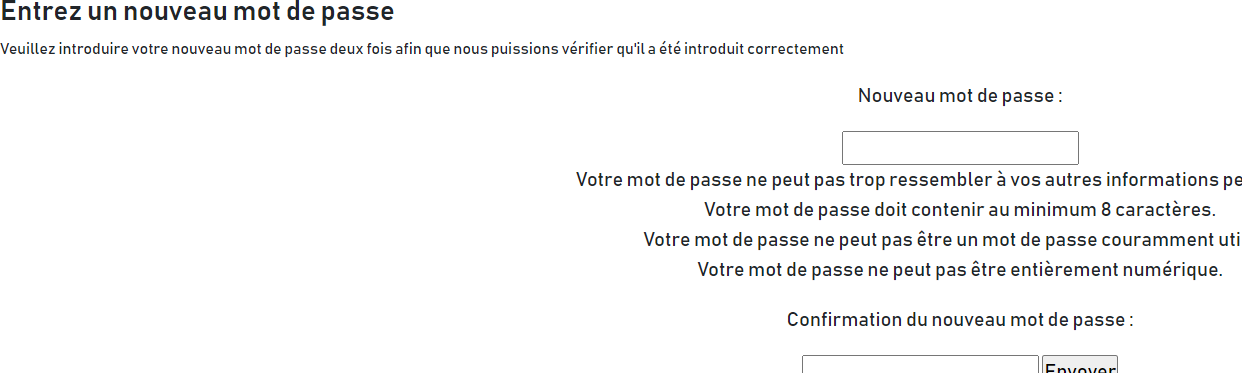 Entrez un nouveau mot de passe
Veuillez introduire votre nouveau mot de passe deux fois afin que nous puissions vérifier qu'il a été introduit correctement
Nouveau mot de passe :
Votre mot de passe ne peut pas trop ressembler à vos autres informations pe
Votre mot de passe doit contenir au minimum 8 caractères.
Votre mot de passe ne peut pas être un mot de passe couramment uti
Votre mot de passe ne peut pas être entièrement numérique.
Confirmation du nouveau mot de passe :
Envoyer